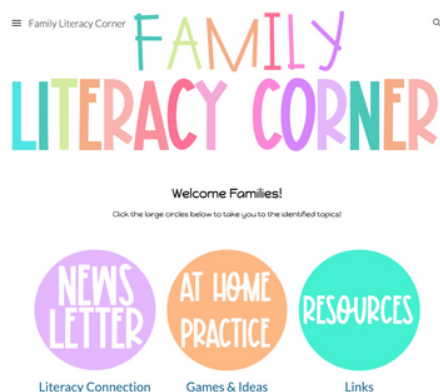 Family Literacy Corner
FAMILY
LITERACY CORNER
Welcome Families!
Click the large circles below to take you to the identified topics!
NEWS
LETTER
AT HOME
PRACTICE
RESOURCES
Literacy Connection
Games & Ideas
Links